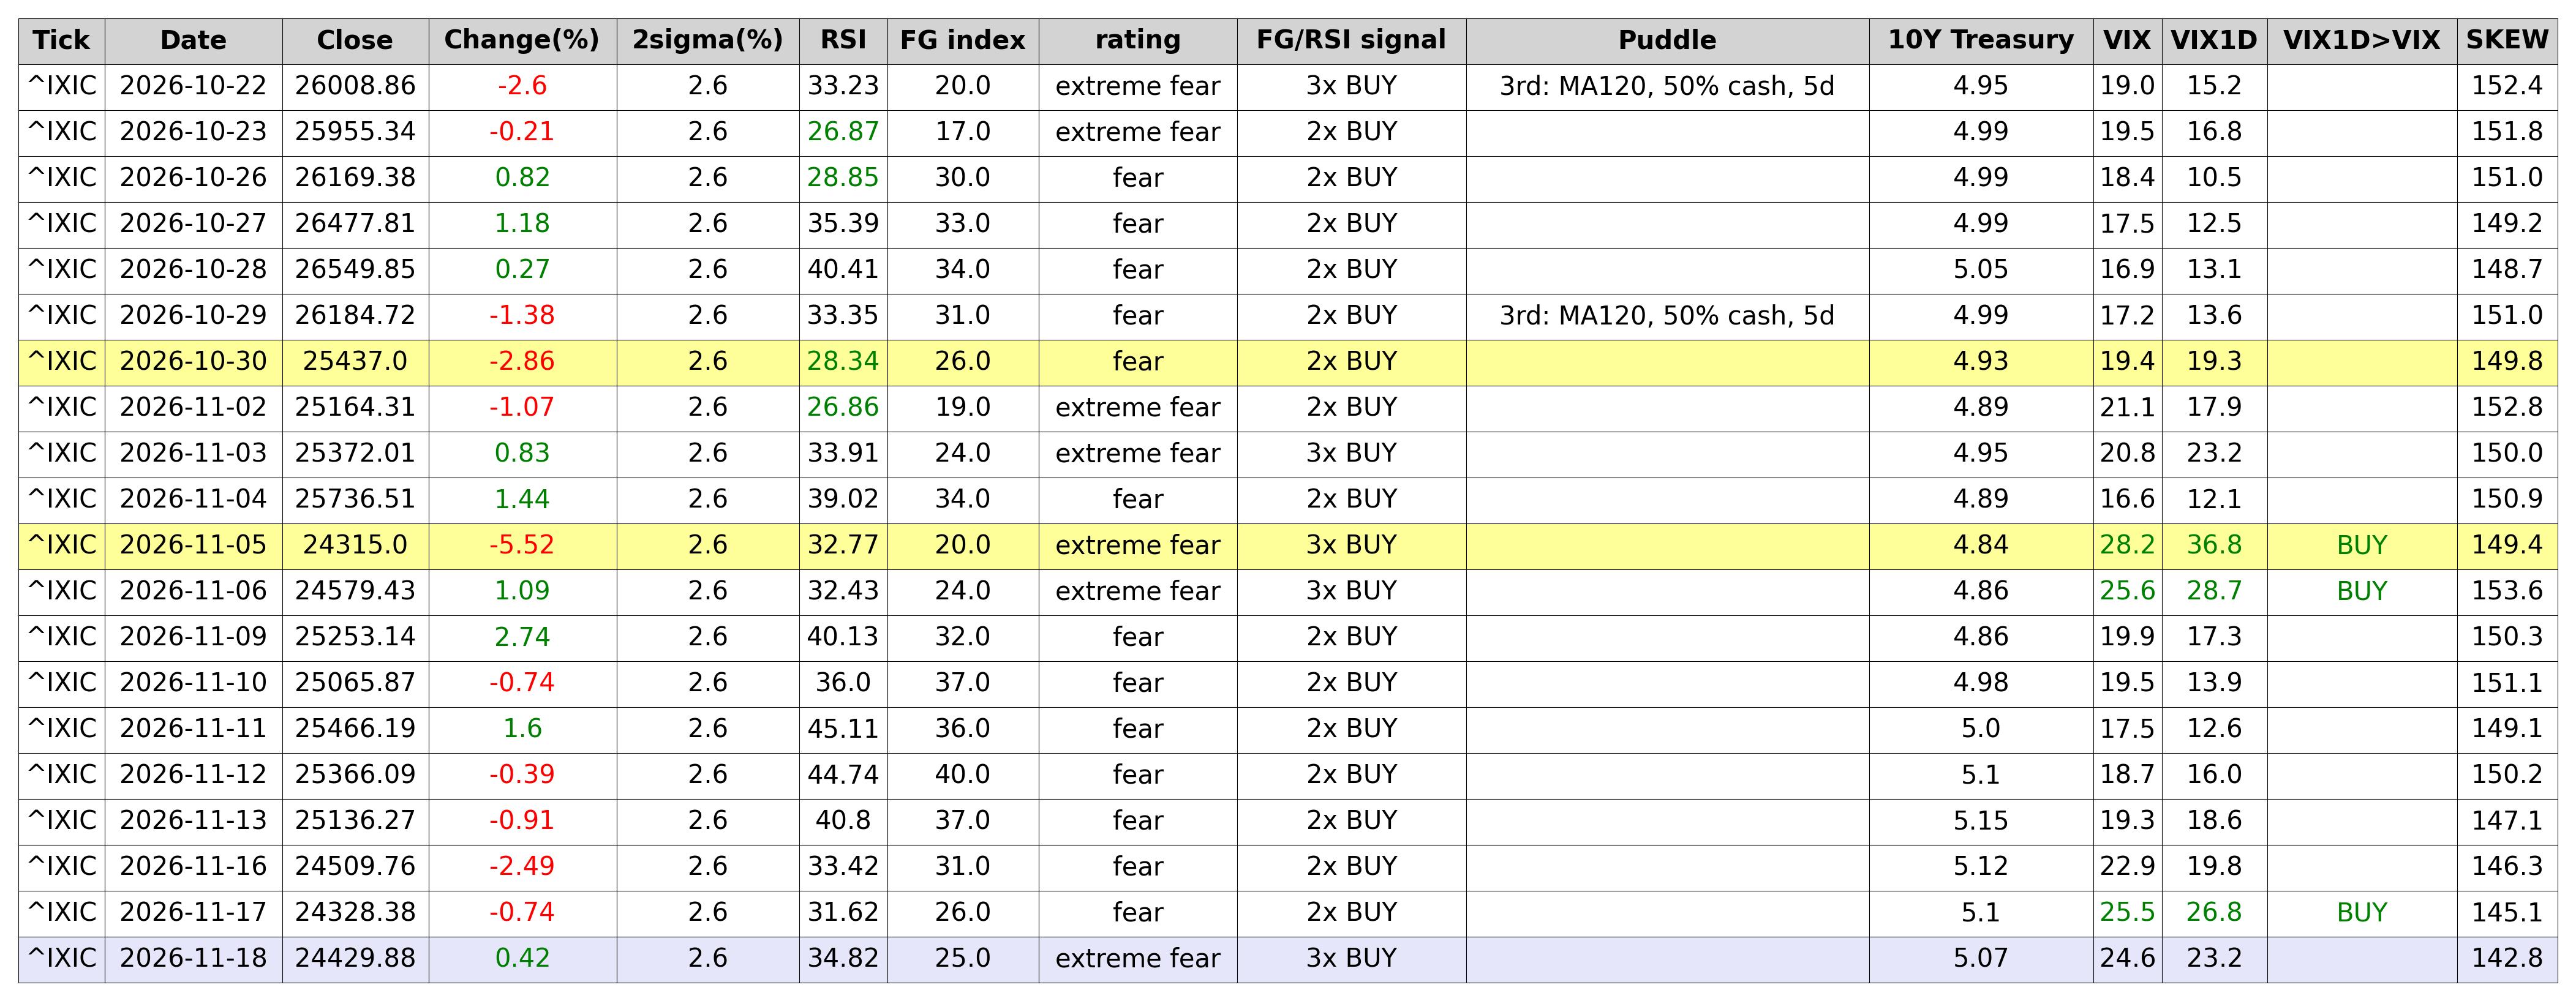 Tick Date Close Change(%) 2sigma(%) RSI FG index rating FG/RSI signal Puddle 10Y Treasury VIX VIX1D VIX1D>VIX SKEW
^IXIC 2026-10-22 26008.86 -2.6 2.6 33.23 20.0 extreme fear 3x BUY 3rd: MA120, 50% cash, 5d 4.95 19.0 15.2 152.4
^IXIC 2026-10-23 25955.34 -0.21 2.6 26.87 17.0 extreme fear 2x BUY 4.99 19.5 16.8 151.8
^IXIC 2026-10-26 26169.38 0.82 2.6 28.85 30.0 fear 2x BUY 4.99 18.4 10.5 151.0
^IXIC 2026-10-27 26477.81 1.18 2.6 35.39 33.0 fear 2x BUY 4.99 17.5 12.5 149.2
^IXIC 2026-10-28 26549.85 0.27 2.6 40.41 34.0 fear 2x BUY 5.05 16.9 13.1 148.7
^IXIC 2026-10-29 26184.72 -1.38 2.6 33.35 31.0 fear 2x BUY 3rd: MA120, 50% cash, 5d 4.99 17.2 13.6 151.0
^IXIC 2026-10-30 25437.0 -2.86 2.6 28.34 26.0 fear 2x BUY 4.93 19.4 19.3 149.8
^IXIC 2026-11-02 25164.31 -1.07 2.6 26.86 19.0 extreme fear 2x BUY 4.89 21.1 17.9 152.8
^IXIC 2026-11-03 25372.01 0.83 2.6 33.91 24.0 extreme fear 3x BUY 4.95 20.8 23.2 150.0
^IXIC 2026-11-04 25736.51 1.44 2.6 39.02 34.0 fear 2x BUY 4.89 16.6 12.1 150.9
^IXIC 2026-11-05 24315.0 -5.52 2.6 32.77 20.0 extreme fear 3x BUY 4.84 28.2 36.8 BUY 149.4
^IXIC 2026-11-06 24579.43 1.09 2.6 32.43 24.0 extreme fear 3x BUY 4.86 25.6 28.7 BUY 153.6
^IXIC 2026-11-09 25253.14 2.74 2.6 40.13 32.0 fear 2x BUY 4.86 19.9 17.3 150.3
^IXIC 2026-11-10 25065.87 -0.74 2.6 36.0 37.0 fear 2x BUY 4.98 19.5 13.9 151.1
^IXIC 2026-11-11 25466.19 1.6 2.6 45.11 36.0 fear 2x BUY 5.0 17.5 12.6 149.1
^IXIC 2026-11-12 25366.09 -0.39 2.6 44.74 40.0 fear 2x BUY 5.1 18.7 16.0 150.2
^IXIC 2026-11-13 25136.27 -0.91 2.6 40.8 37.0 fear 2x BUY 5.15 19.3 18.6 147.1
^IXIC 2026-11-16 24509.76 -2.49 2.6 33.42 31.0 fear 2x BUY 5.12 22.9 19.8 146.3
^IXIC 2026-11-17 24328.38 -0.74 2.6 31.62 26.0 fear 2x BUY 5.1 25.5 26.8 BUY 145.1
^IXIC 2026-11-18 24429.88 0.42 2.6 34.82 25.0 extreme fear 3x BUY 5.07 24.6 23.2 142.8